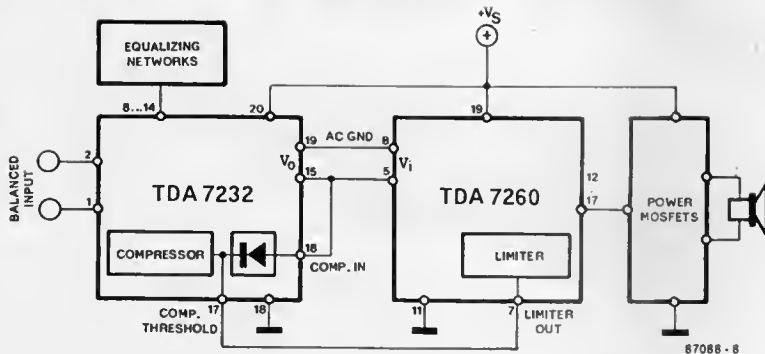 +VS
EQUALIZING
NETWORKS
8...14
20
19
19
AC GND
8
2
Vo
Vi
15
5
12
BALANCED
INPUT
TDA 7232
TDA 7260
17
POWER
MOSFETS
1
COMPRESSOR
18
COMP. IN
LIMITER
17
18
11
7
COMP.
THRESHOLD
LIMITER
OUT
87088 - 8